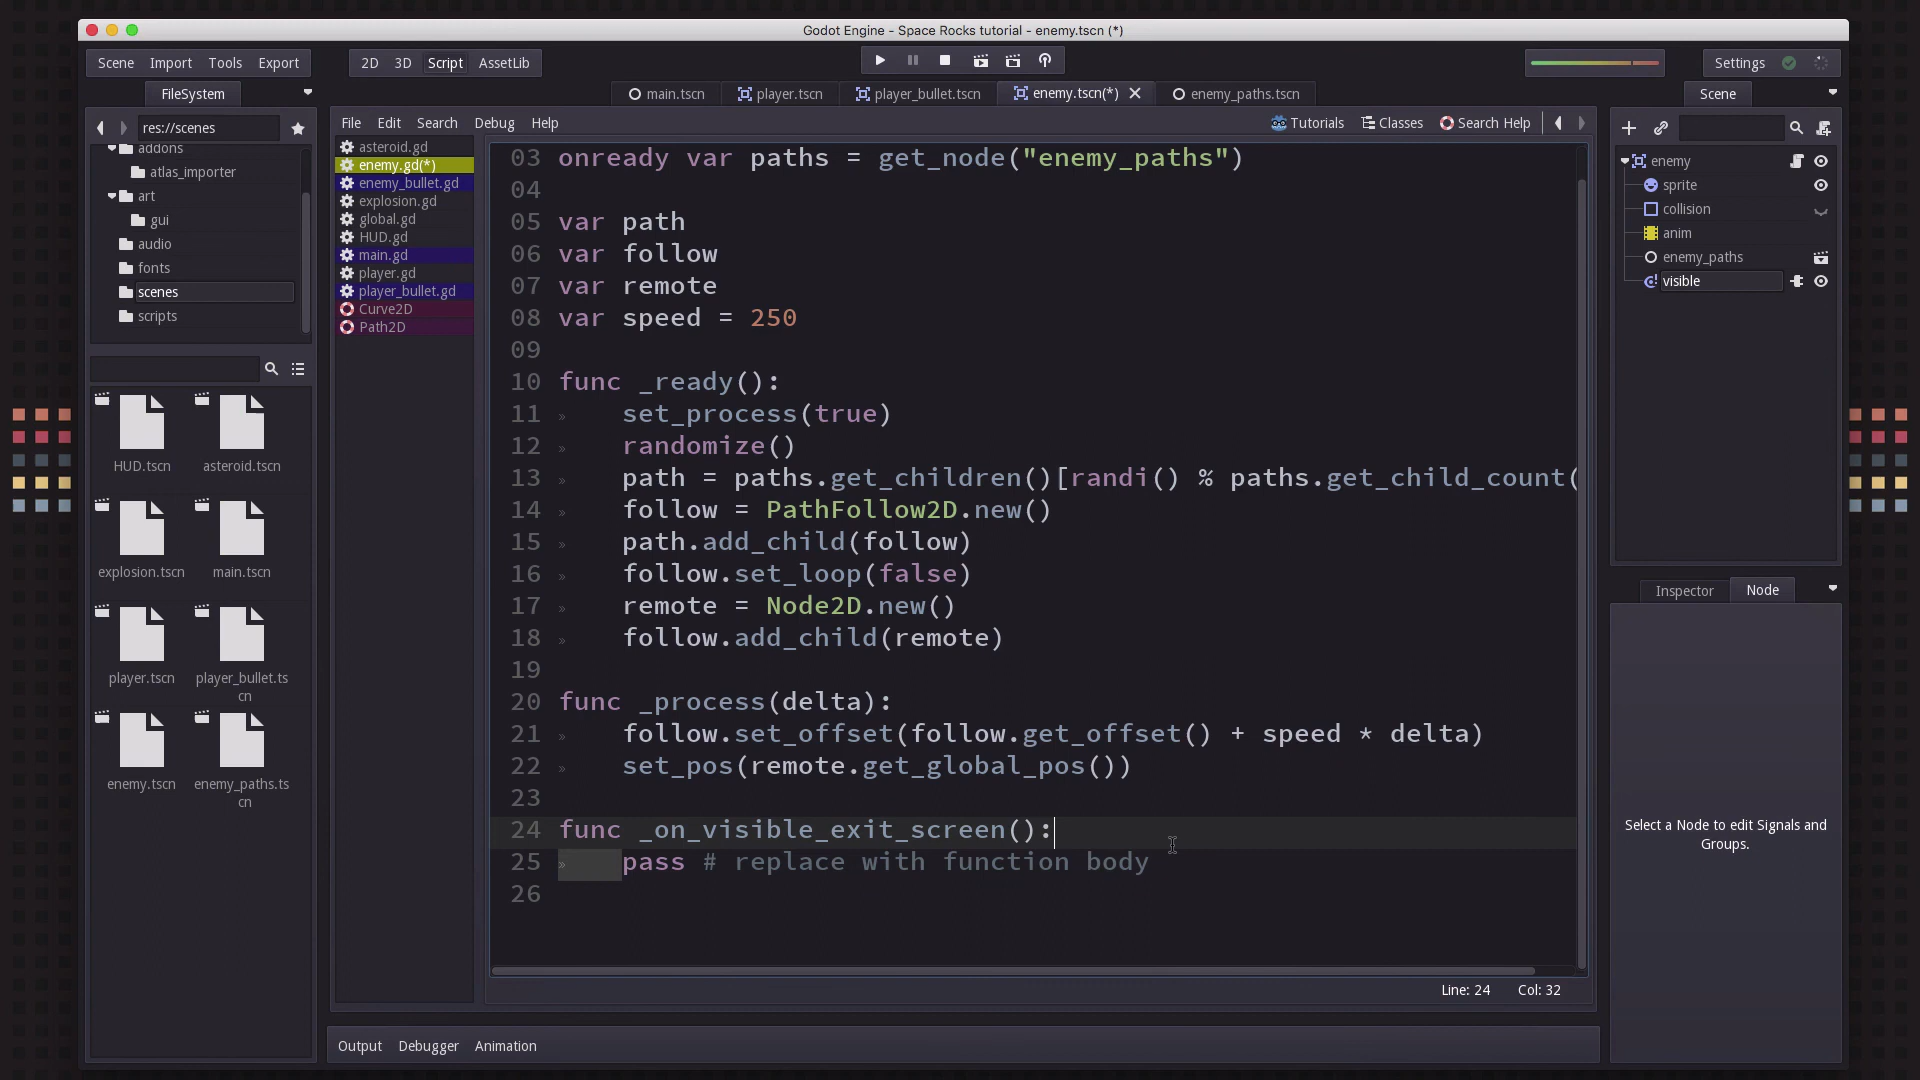 Godot Engine - Space Rocks tutorial - enemy.tscn (*)
Scene Import Tools Export
2D 3D Script AssetLib
Settings
FileSystem
main.tscn player.tscn player_bullet.tscn enemy.tscn(*) enemy_paths.tscn
Scene
res://scenes
addons
atlas_importer
art
gui
audio
fonts
scenes
scripts
HUD.tscn asteroid.tscn
explosion.tscn main.tscn
player.tscn player_bullet.ts
cn
enemy.tscn enemy_paths.ts
cn
File Edit Search Debug Help
Tutorials Classes Search Help
asteroid.gd
enemy.gd(*)
enemy_bullet.gd
explosion.gd
global.gd
HUD.gd
main.gd
player.gd
player_bullet.gd
Curve2D
Path2D
03 onready var paths = get_node("enemy_paths")
04
05 var path
06 var follow
07 var remote
08 var speed = 250
09
10 func _ready():
11 set_process(true)
12 randomize()
13 path = paths.get_children()[randi() % paths.get_child_count(
14 follow = PathFollow2D.new()
15 path.add_child(follow)
16 follow.set_loop(false)
17 remote = Node2D.new()
18 follow.add_child(remote)
19
20 func _process(delta):
21 follow.set_offset(follow.get_offset() + speed * delta)
22 set_pos(remote.get_global_pos())
23
24 func _on_visible_exit_screen():
25 pass # replace with function body
26
Line: 24 Col: 32
Output Debugger Animation
enemy
sprite
collision
anim
enemy_paths
visible
Inspector Node
Select a Node to edit Signals and
Groups.